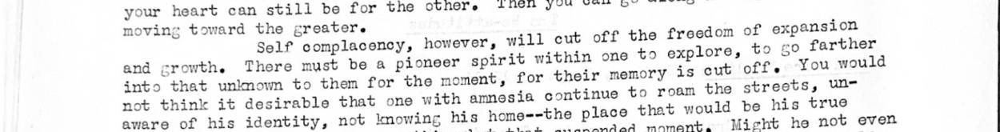 your heart can still be for the other. Then you can go
moving toward the greater.
Self complacency, however, will cut off the freedom of expansion
and growth. There must be a pioneer spirit within one to explore, to go farther
into that unknown to them for the moment, for their memory is cut off. You would
not think it desirable that one with amnesia continue to roam the streets, un-
aware of his identity, not knowing his home--the place that would be his true
suspended moment. Might he not even